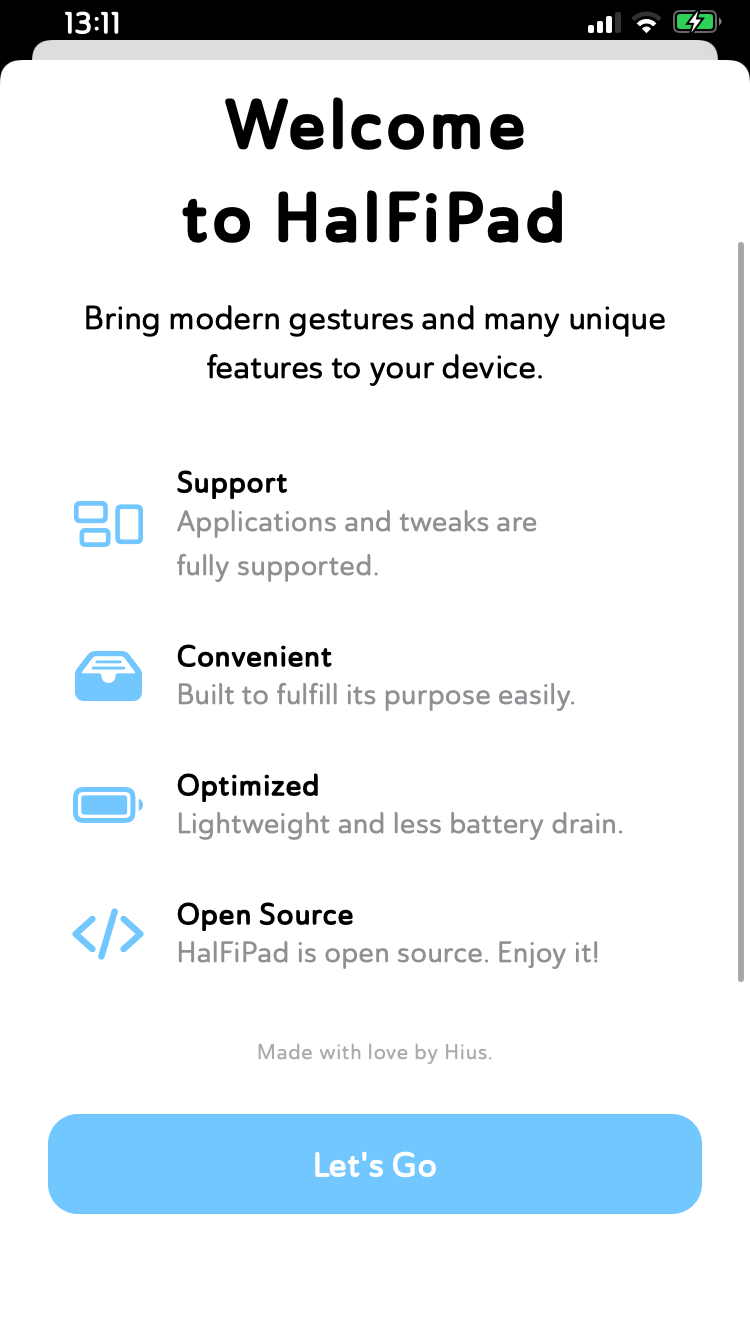 13:11
Welcome
to HalFiPad
Bring modern gestures and many unique
features to your device.
Support
Applications and tweaks are
fully supported.
Convenient
Built to fulfill its purpose easily.
Optimized
Lightweight and less battery drain.
Open Source
HalFiPad is open source. Enjoy it!
Made with love by Hius.
Let's Go